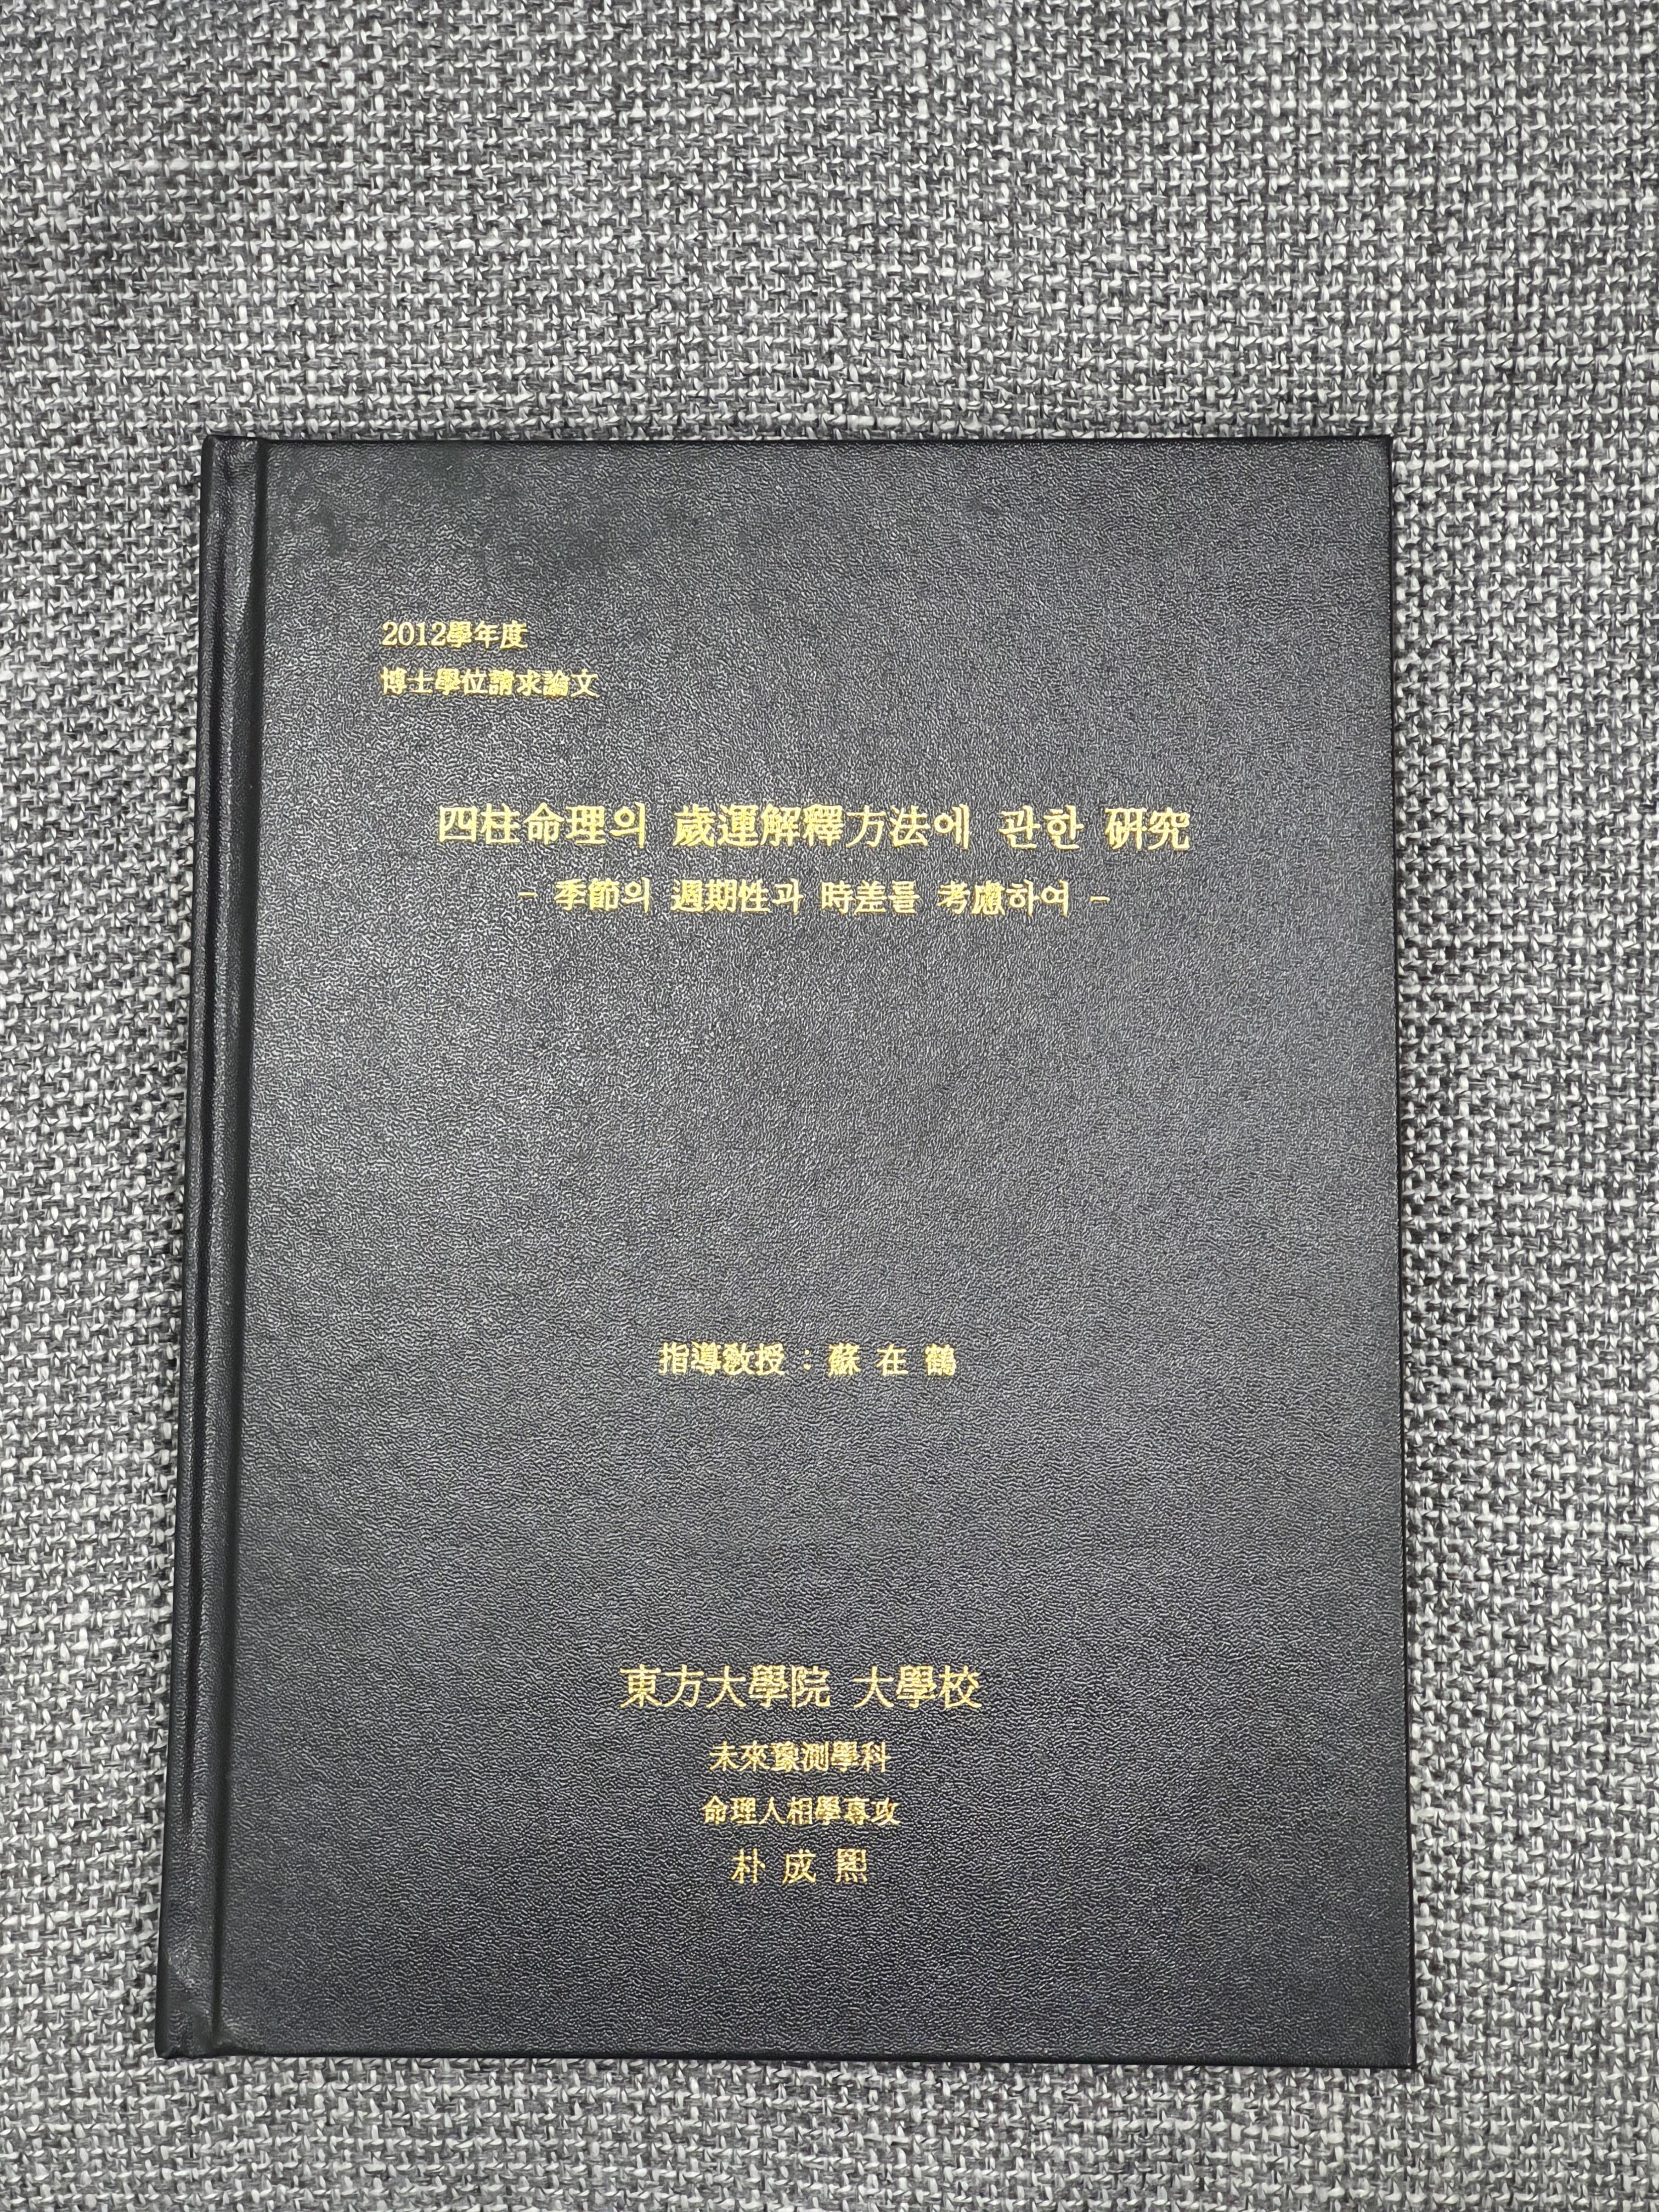 2012學年度
博士學位請求論文
四柱命理의 歲運解釋方法에 관한 硏究
- 季節의 週期性과 時差를 考慮하여 -
指導敎授 : 蘇 在 鶴
東方大學院 大學校
未來豫測學科
命理人相學專攻
朴 成 熙